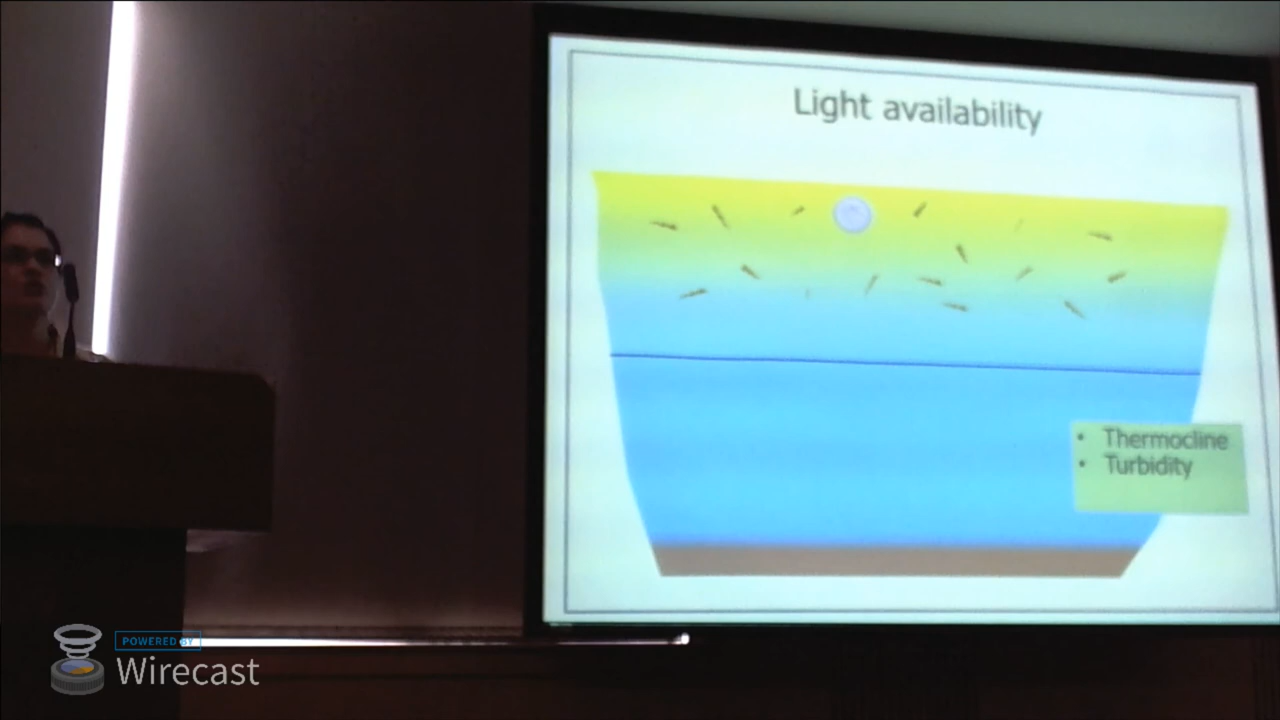 Light availability
• Thermocline
• Turbidity
POWERED BY
Wirecast